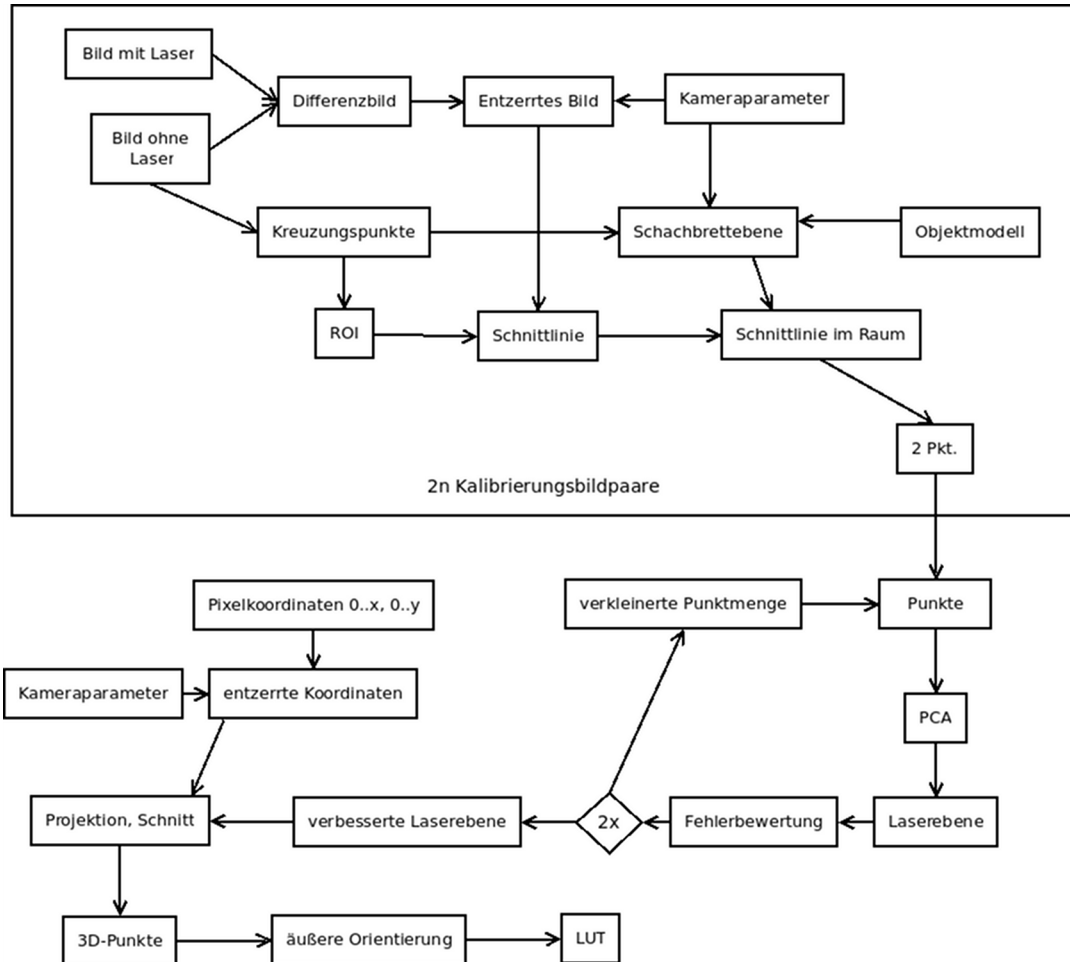 Bild mit Laser
Differenzbild
Entzerrtes Bild
Kameraparameter
Bild ohne
Laser
Kreuzungspunkte
Schachbrettebene
Objektmodell
ROI
Schnittlinie
Schnittlinie im Raum
2 Pkt.
2n Kalibrierungsbildpaare
Pixelkoordinaten 0..x, 0..y
verkleinerte Punktmenge
Punkte
Kameraparameter
entzerrte Koordinaten
PCA
Projektion, Schnitt
verbesserte Laserebene
2x
Fehlerbewertung
Laserebene
3D-Punkte
äußere Orientierung
LUT